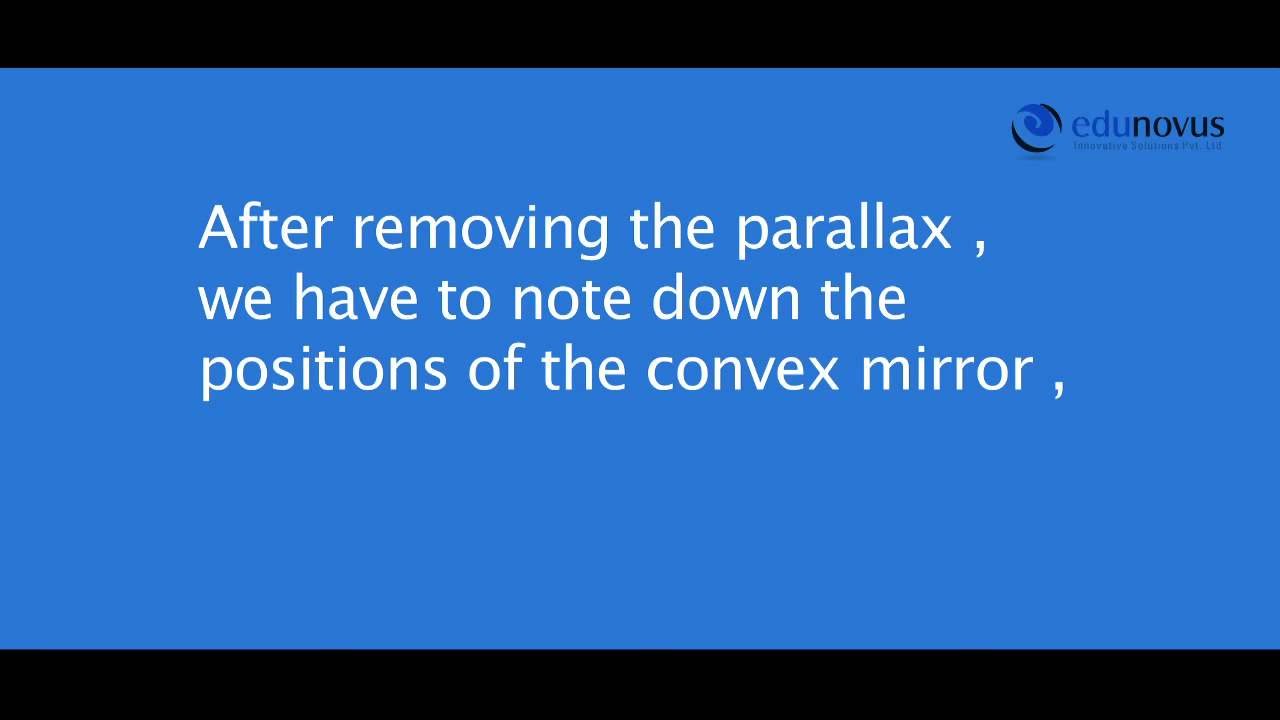 edunovus
Innovative Solutions Pvt. Ltd
After removing the parallax ,
we have to note down the
positions of the convex mirror ,